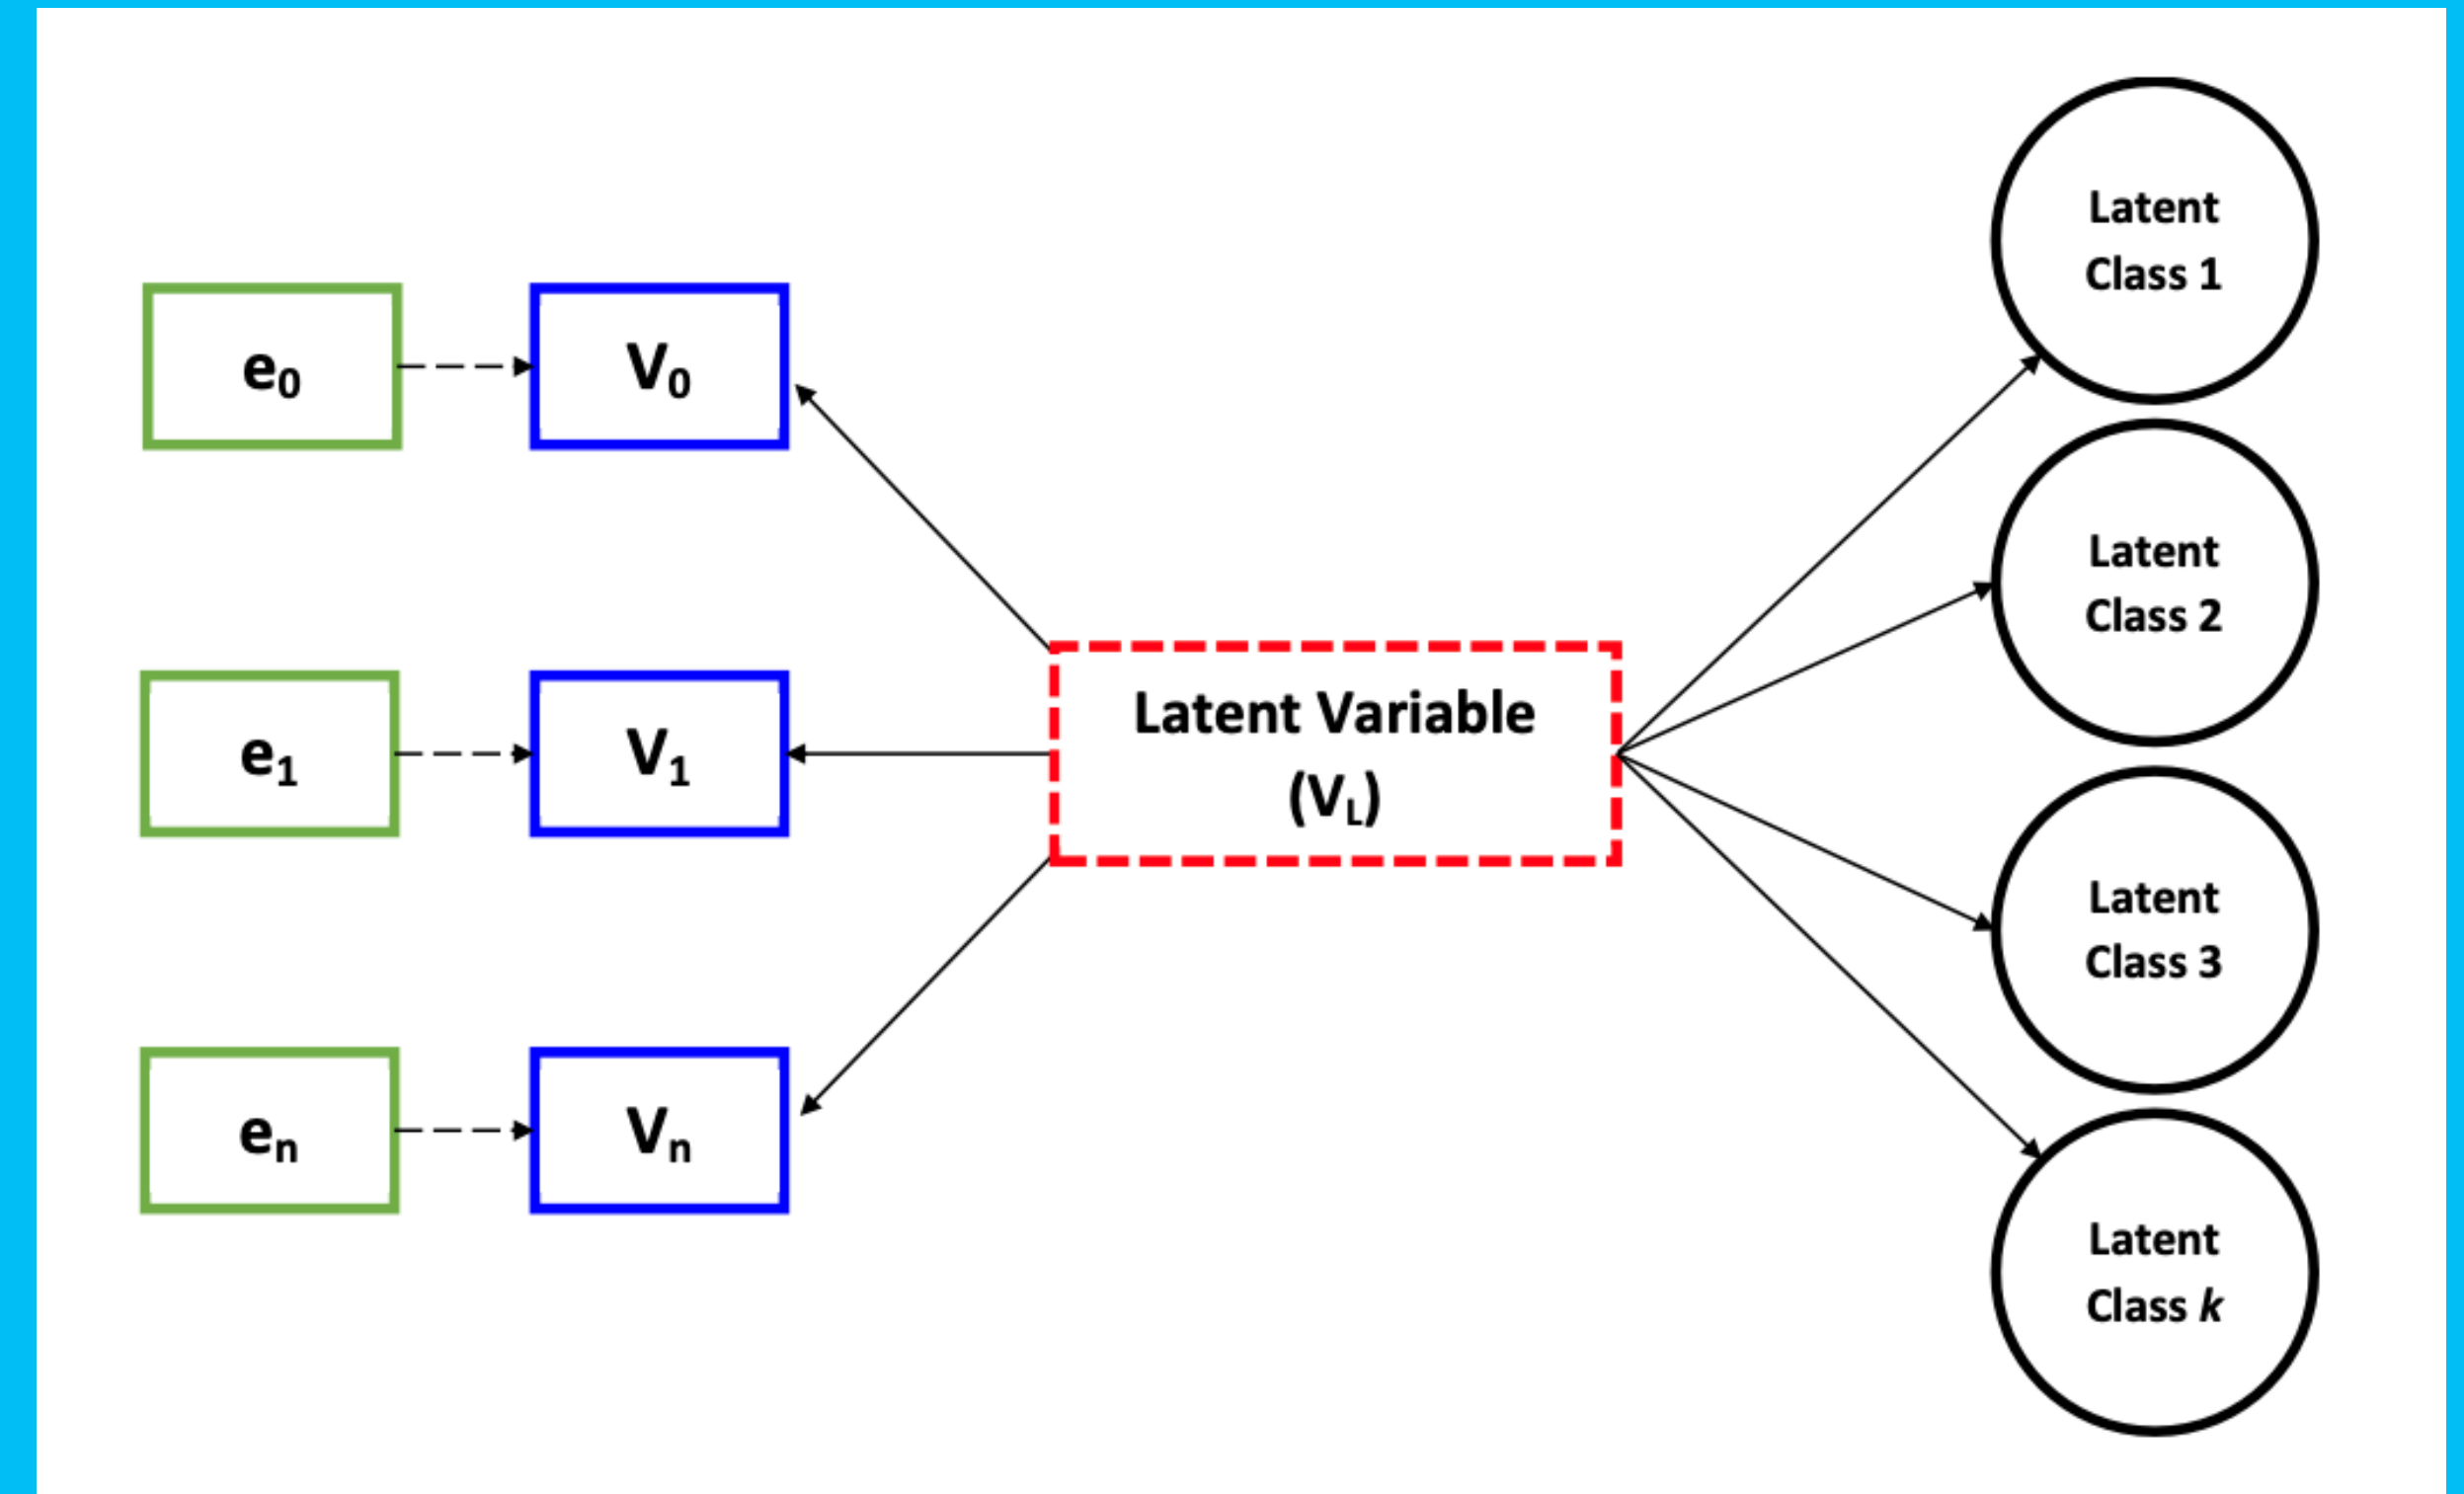 e₀
V₀
e₁
V₁
eₙ
Vₙ
Latent Variable
(V_L)
Latent
Class 1
Latent
Class 2
Latent
Class 3
Latent
Class k